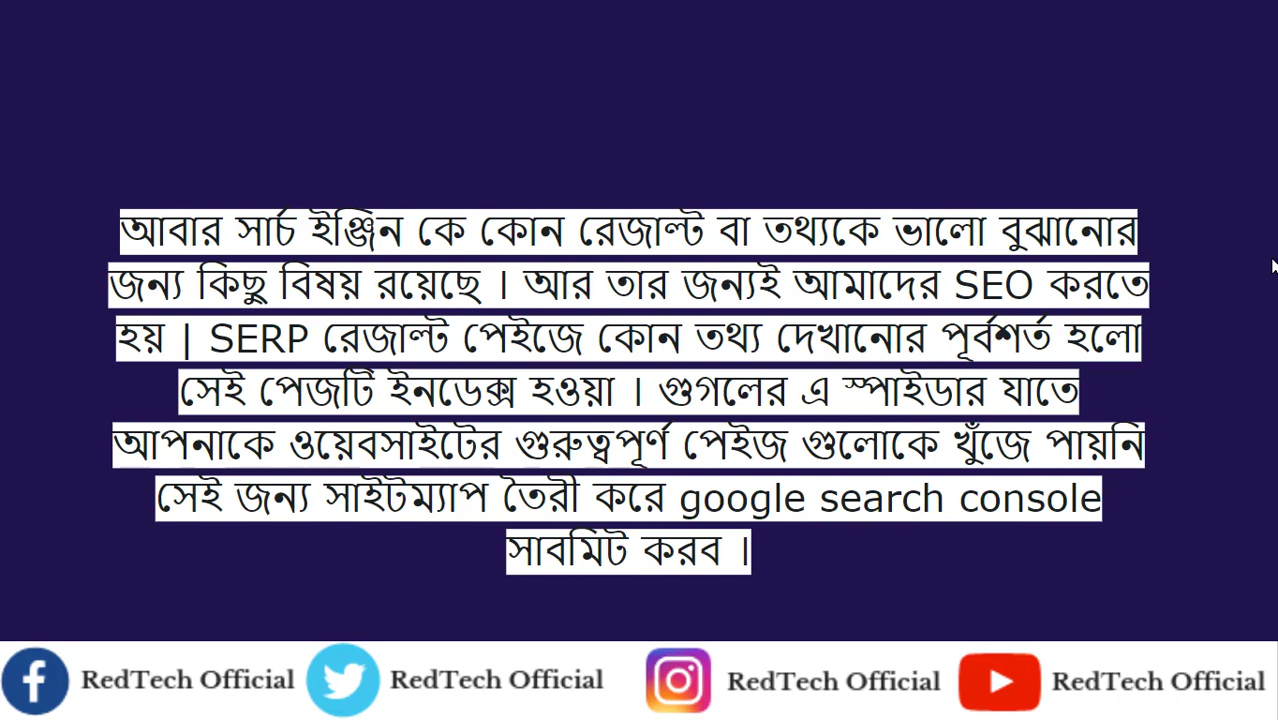 আবার সার্চ ইঞ্জিন কে কোন রেজাল্ট বা তথ্যকে ভালো বুঝানোর
জন্য কিছু বিষয় রয়েছে । আর তার জন্যই আমাদের SEO করতে
হয় | SERP রেজাল্ট পেইজে কোন তথ্য দেখানোর পূর্বশর্ত হলো
সেই পেজটি ইনডেক্স হওয়া । গুগলের এ স্পাইডার যাতে
আপনাকে ওয়েবসাইটের গুরুত্বপূর্ণ পেইজ গুলোকে খুঁজে পায়নি
সেই জন্য সাইটম্যাপ তৈরী করে google search console
সাবমিট করব ।
RedTech Official RedTech Official RedTech Official RedTech Official